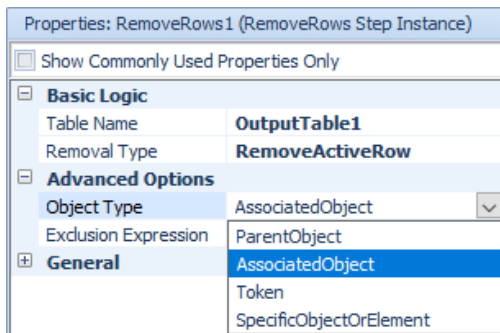 Properties: RemoveRows1 (RemoveRows Step Instance)
Show Commonly Used Properties Only
Basic Logic
Table Name OutputTable1
Removal Type RemoveActiveRow
Advanced Options
Object Type AssociatedObject
Exclusion Expression ParentObject
General AssociatedObject
Token
SpecificObjectOrElement